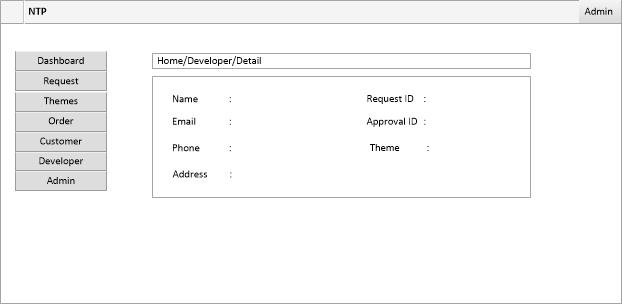 NTP Admin
Dashboard
Request
Themes
Order
Customer
Developer
Admin
Home/Developer/Detail
Name : Request ID :
Email : Approval ID :
Phone : Theme :
Address :